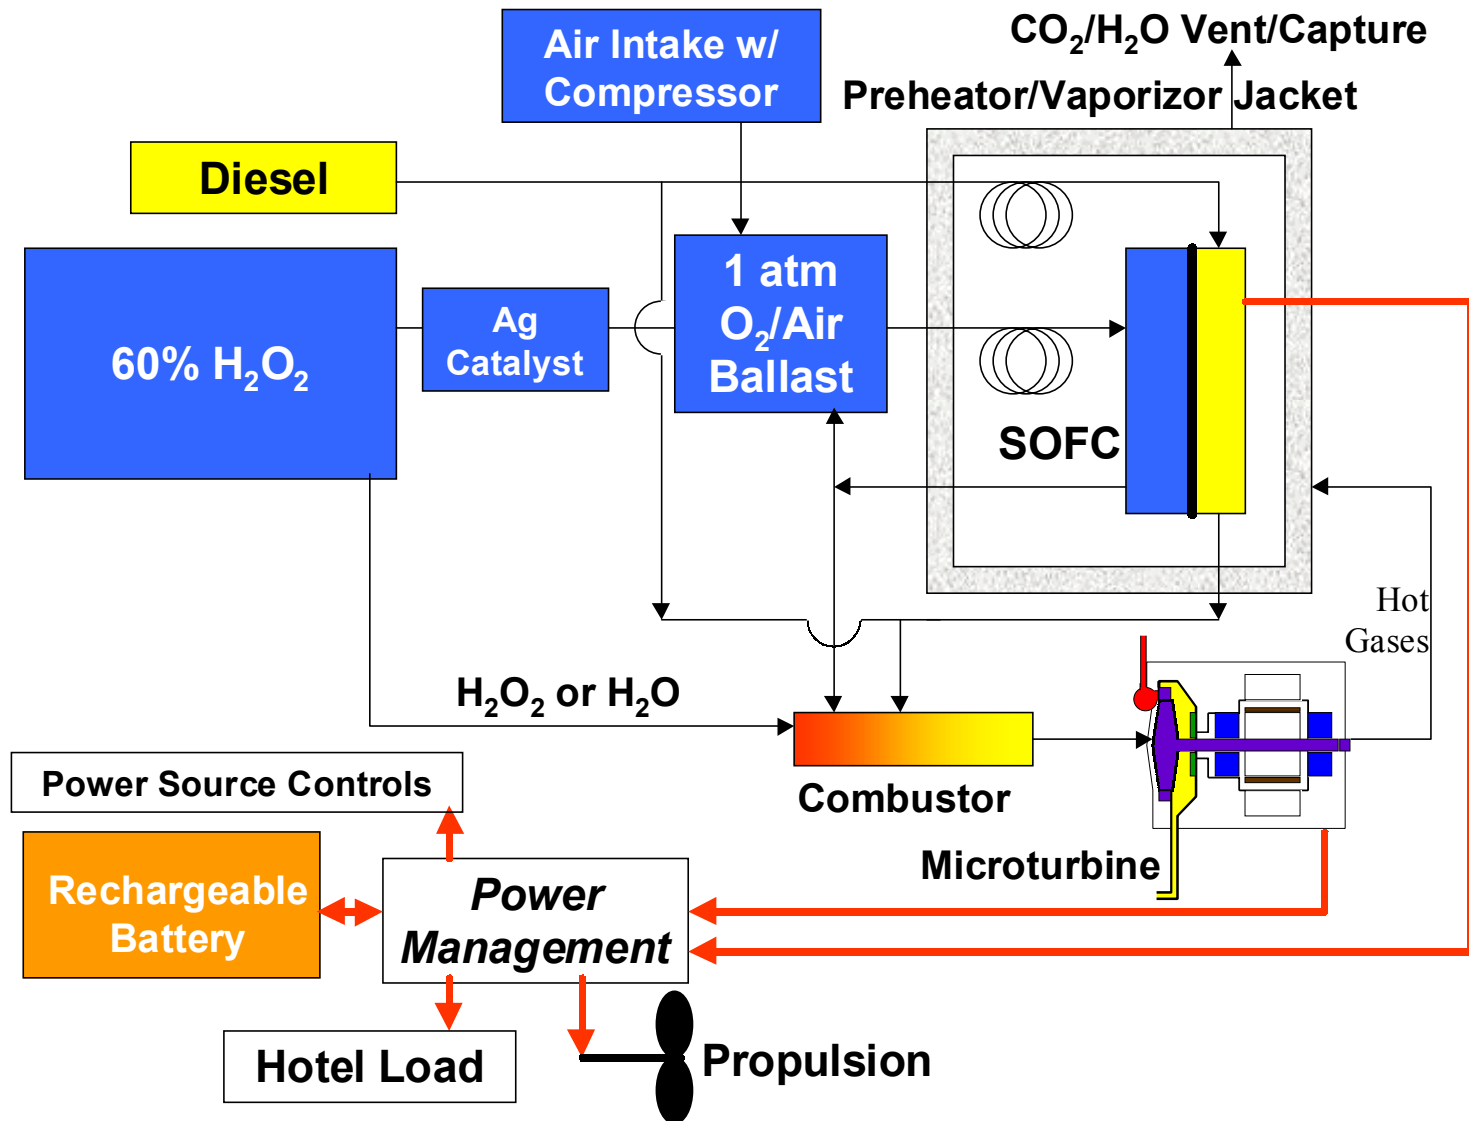 Air Intake w/
Compressor
CO₂/H₂O Vent/Capture
Preheator/Vaporizor Jacket
Diesel
60% H₂O₂
Ag
Catalyst
1 atm
O₂/Air
Ballast
SOFC
Hot
Gases
H₂O₂ or H₂O
Combustor
Microturbine
Power Source Controls
Rechargeable
Battery
Power
Management
Hotel Load
Propulsion